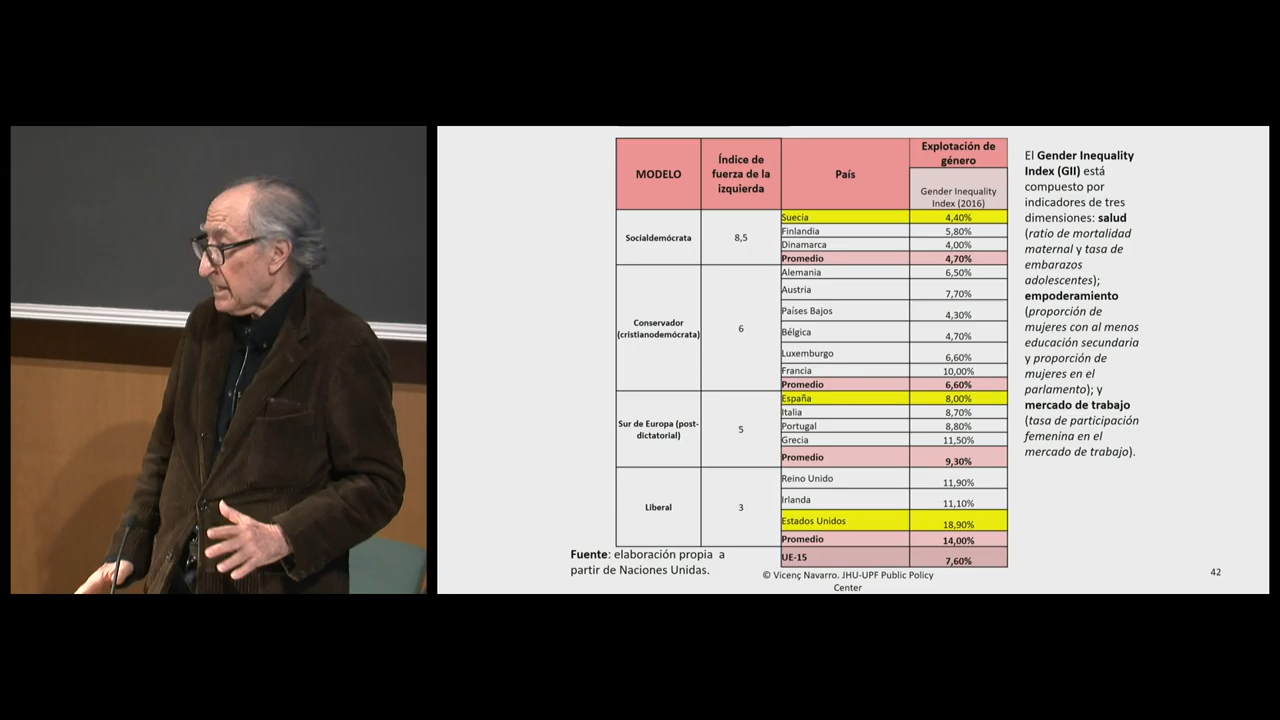 MODELO
Índice de
fuerza de la
izquierda
País
Explotación de
género
Gender Inequality
Index (2016)
Socialdemócrata
8,5
Suecia 4,40%
Finlandia 5,80%
Dinamarca 4,00%
Promedio 4,70%
Conservador
(cristianodemócrata)
6
Alemania 6,50%
Austria 7,70%
Países Bajos 4,30%
Bélgica 4,70%
Luxemburgo 6,60%
Francia 10,00%
Promedio 6,60%
Sur de Europa (post-
dictatorial)
5
España 8,00%
Italia 8,70%
Portugal 8,80%
Grecia 11,50%
Promedio 9,30%
Liberal
3
Reino Unido 11,90%
Irlanda 11,10%
Estados Unidos 18,90%
Promedio 14,00%
UE-15 7,60%
El Gender Inequality
Index (GII) está
compuesto por
indicadores de tres
dimensiones: salud
(ratio de mortalidad
maternal y tasa de
embarazos
adolescentes);
empoderamiento
(proporción de
mujeres con al menos
educación secundaria
y proporción de
mujeres en el
parlamento); y
mercado de trabajo
(tasa de participación
femenina en el
mercado de trabajo).
Fuente: elaboración propia a
partir de Naciones Unidas.
© Vicenç Navarro. JHU-UPF Public Policy
Center
42